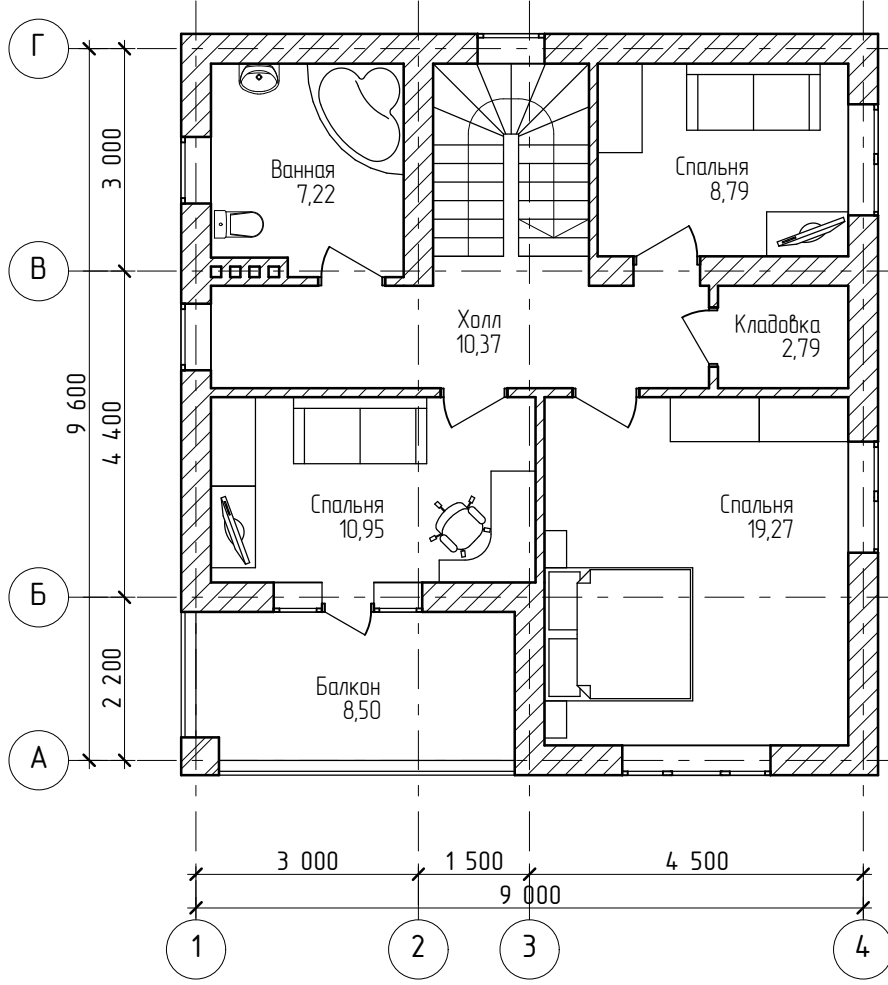 Г
Ванная
7,22
Спальня
8,79
3 000
В
Холл
10,37
Кладовка
2,79
9 600
4 400
Спальня
10,95
Спальня
19,27
Б
2 200
Балкон
8,50
А
3 000
1 500
4 500
9 000
1
2
3
4